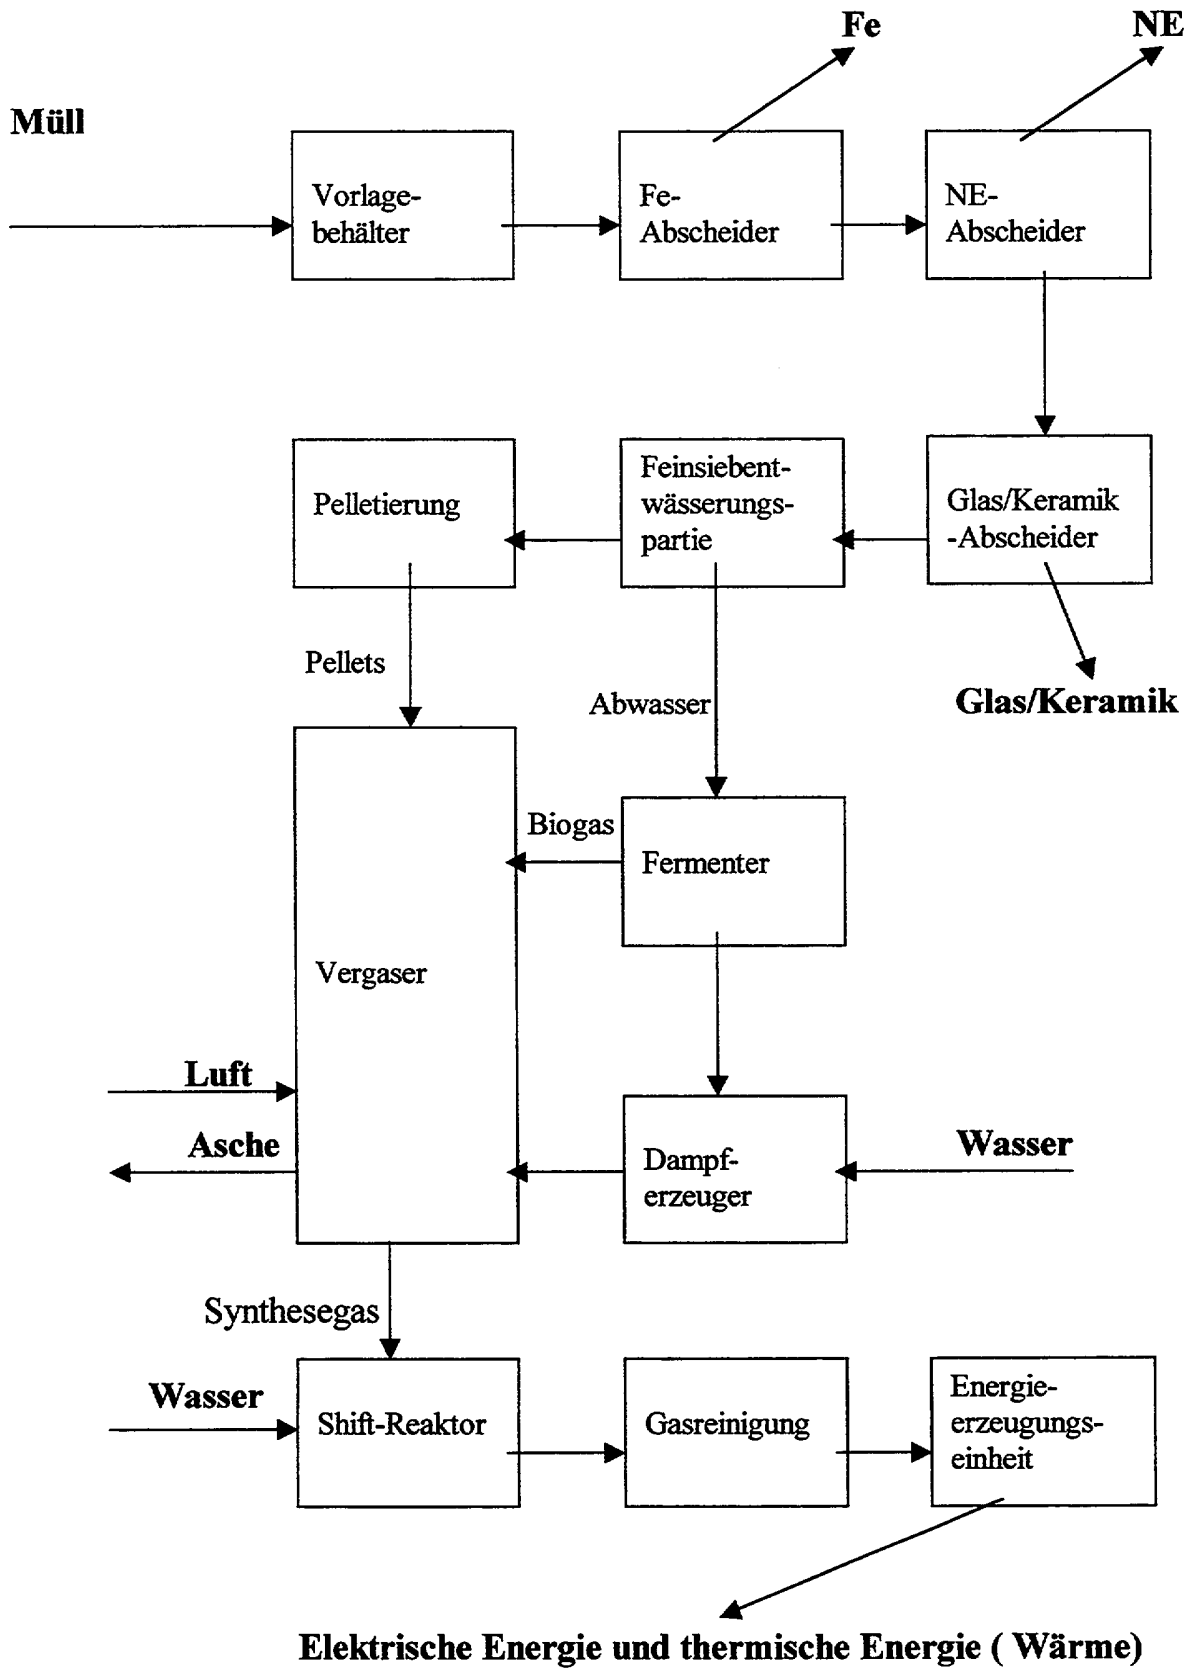 Fe
NE
Müll
Vorlage-
behälter
Fe-
Abscheider
NE-
Abscheider
Pelletierung
Feinsiebent-
wässerungs-
partie
Glas/Keramik
-Abscheider
Pellets
Abwasser
Glas/Keramik
Biogas
Fermenter
Vergaser
Luft
Asche
Dampf-
erzeuger
Wasser
Synthesegas
Wasser
Shift-Reaktor
Gasreinigung
Energie-
erzeugungs-
einheit
Elektrische Energie und thermische Energie ( Wärme)